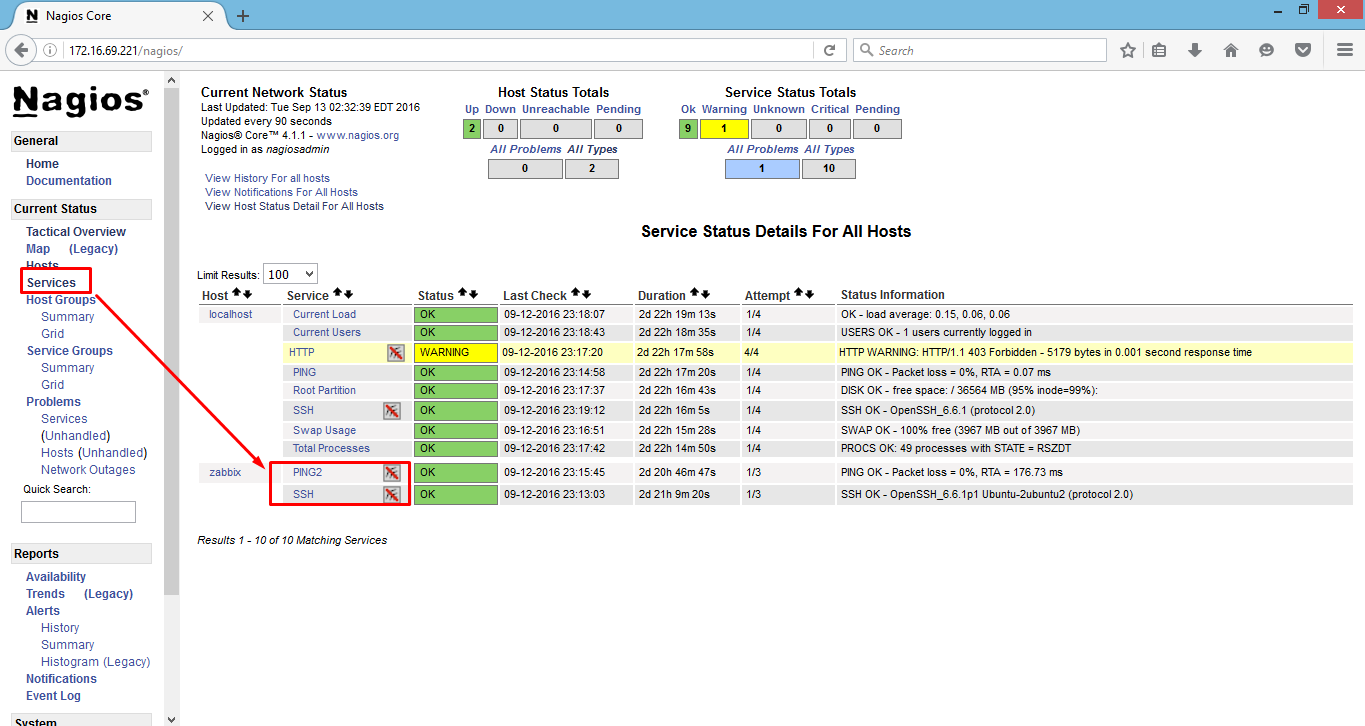 Nagios Core
172.16.69.221/nagios/
Search
Nagios®
General
Home
Documentation
Current Status
Tactical Overview
Map (Legacy)
Hosts
Services
Host Groups
Summary
Grid
Service Groups
Summary
Grid
Problems
Services
(Unhandled)
Hosts (Unhandled)
Network Outages
Quick Search:
Reports
Availability
Trends (Legacy)
Alerts
History
Summary
Histogram (Legacy)
Notifications
Event Log
System
Current Network Status
Last Updated: Tue Sep 13 02:32:39 EDT 2016
Updated every 90 seconds
Nagios® Core™ 4.1.1 - www.nagios.org
Logged in as nagiosadmin
View History For all hosts
View Notifications For All Hosts
View Host Status Detail For All Hosts
Host Status Totals
Up Down Unreachable Pending
2 0 0 0
All Problems All Types
0 2
Service Status Totals
Ok Warning Unknown Critical Pending
9 1 0 0 0
All Problems All Types
1 10
Service Status Details For All Hosts
Limit Results: 100
Host Service Status Last Check Duration Attempt Status Information
localhost Current Load OK 09-12-2016 23:18:07 2d 22h 19m 13s 1/4 OK - load average: 0.15, 0.06, 0.06
Current Users OK 09-12-2016 23:18:43 2d 22h 18m 35s 1/4 USERS OK - 1 users currently logged in
HTTP WARNING 09-12-2016 23:17:20 2d 22h 17m 58s 4/4 HTTP WARNING: HTTP/1.1 403 Forbidden - 5179 bytes in 0.001 second response time
PING OK 09-12-2016 23:14:58 2d 22h 17m 20s 1/4 PING OK - Packet loss = 0%, RTA = 0.07 ms
Root Partition OK 09-12-2016 23:17:37 2d 22h 16m 43s 1/4 DISK OK - free space: / 36564 MB (95% inode=99%):
SSH OK 09-12-2016 23:19:12 2d 22h 16m 5s 1/4 SSH OK - OpenSSH_6.6.1 (protocol 2.0)
Swap Usage OK 09-12-2016 23:16:51 2d 22h 15m 28s 1/4 SWAP OK - 100% free (3967 MB out of 3967 MB)
Total Processes OK 09-12-2016 23:17:42 2d 22h 14m 50s 1/4 PROCS OK: 49 processes with STATE = RSZDT
zabbix PING2 OK 09-12-2016 23:15:45 2d 20h 46m 47s 1/3 PING OK - Packet loss = 0%, RTA = 176.73 ms
SSH OK 09-12-2016 23:13:03 2d 21h 9m 20s 1/3 SSH OK - OpenSSH_6.6.1p1 Ubuntu-2ubuntu2 (protocol 2.0)
Results 1 - 10 of 10 Matching Services